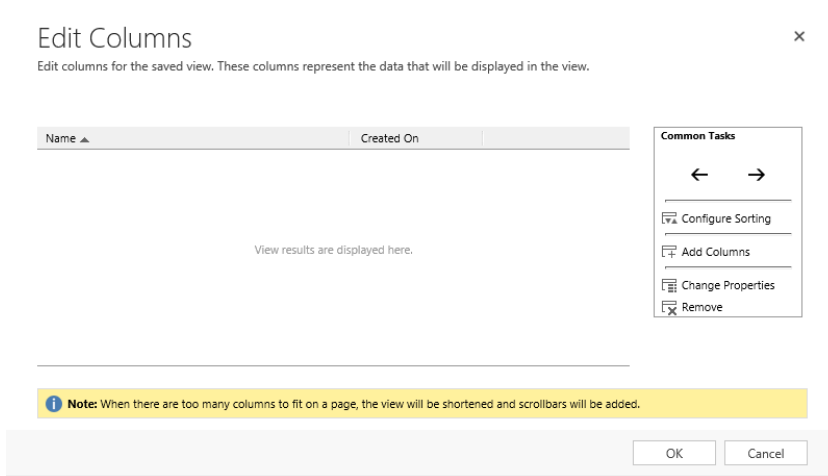 Edit Columns
Edit columns for the saved view. These columns represent the data that will be displayed in the view.
Name Created On
Common Tasks
Configure Sorting
View results are displayed here.
Add Columns
Change Properties
Remove
Note: When there are too many columns to fit on a page, the view will be shortened and scrollbars will be added.
OK Cancel